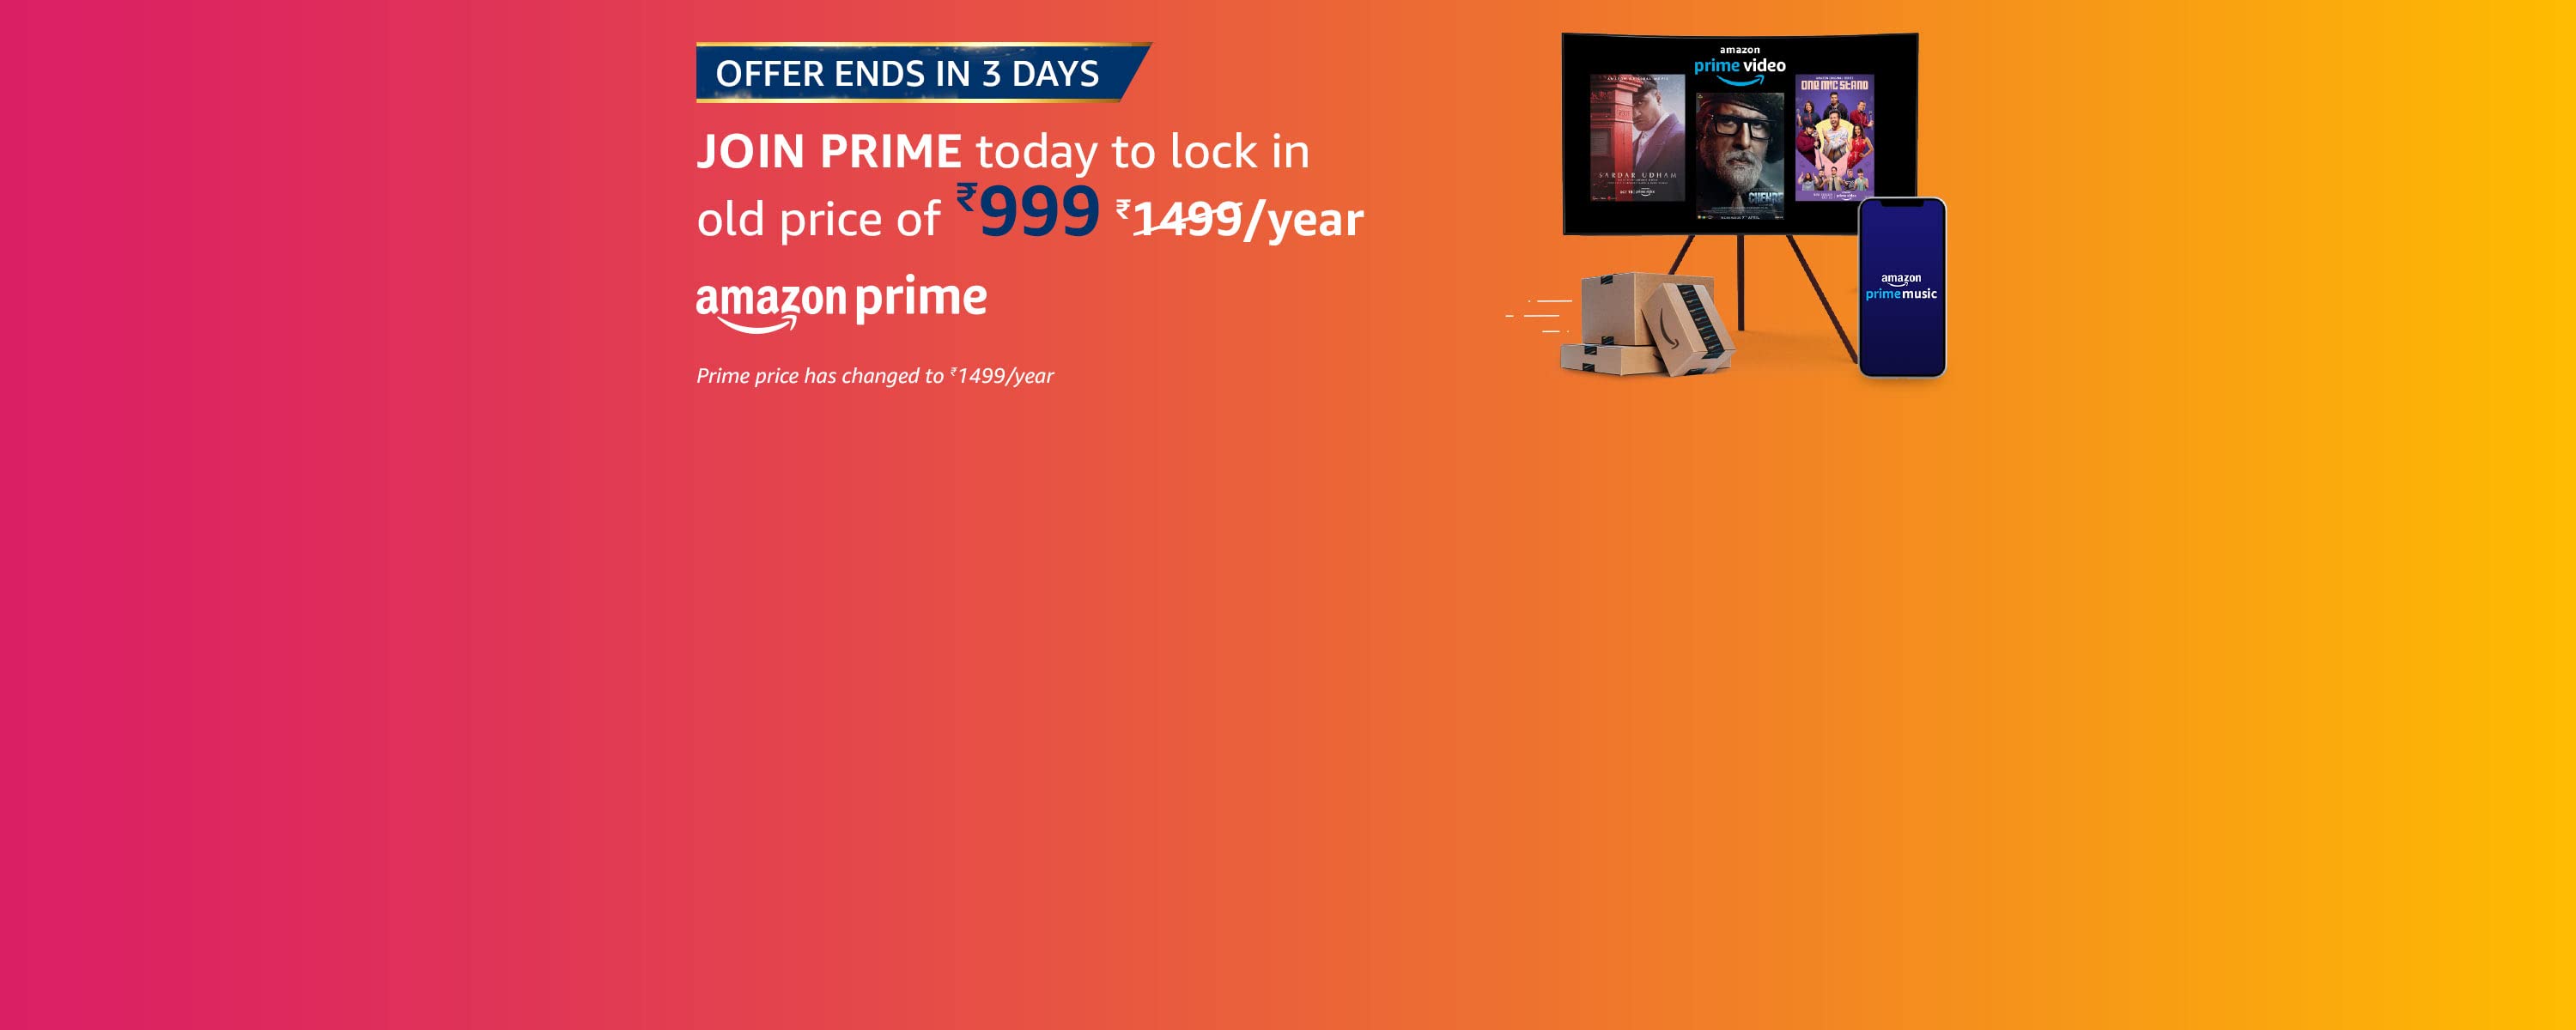 OFFER ENDS IN 3 DAYS
JOIN PRIME today to lock in
old price of ₹999 ₹1499/year
amazon prime
Prime price has changed to ₹1499/year
amazon
prime video
SARDAR UDHAM
CHEHRE
ONE MIC STAND
amazon
prime music